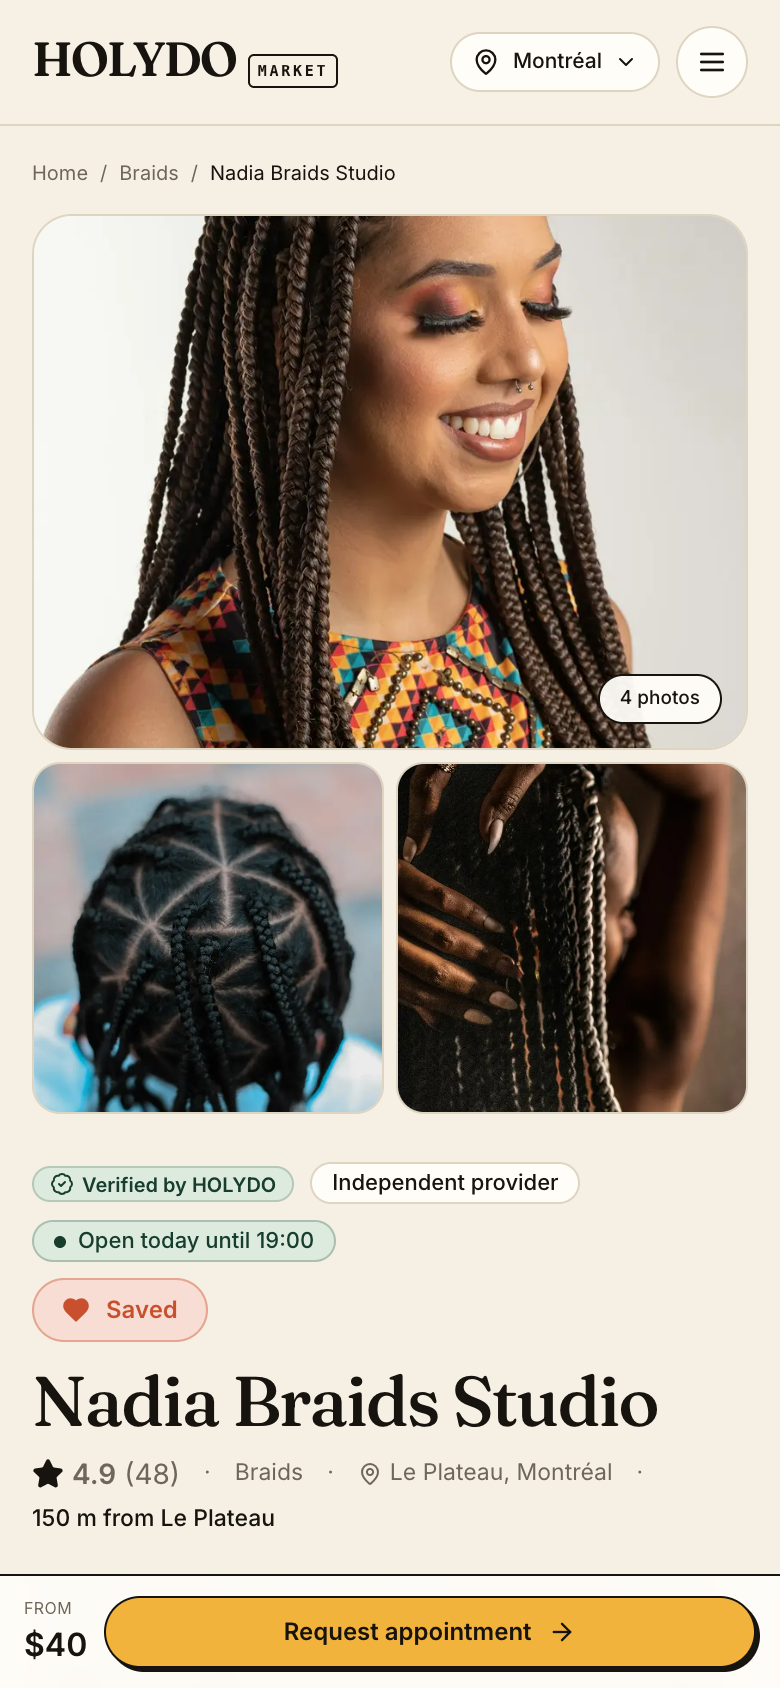 HOLYDO MARKET
Montréal
Home / Braids / Nadia Braids Studio
4 photos
Verified by HOLYDO
Independent provider
Open today until 19:00
Saved
Nadia Braids Studio
4.9 (48) · Braids · Le Plateau, Montréal ·
150 m from Le Plateau
FROM
$40
Request appointment →